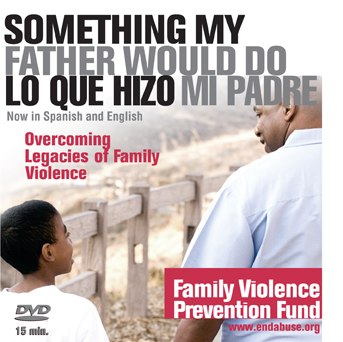 SOMETHING MY
FATHER WOULD DO
LO QUE HIZO MI PADRE
Now in Spanish and English
Overcoming
Legacies of Family
Violence
DVD
15 min.
Family Violence
Prevention Fund
www.endabuse.org